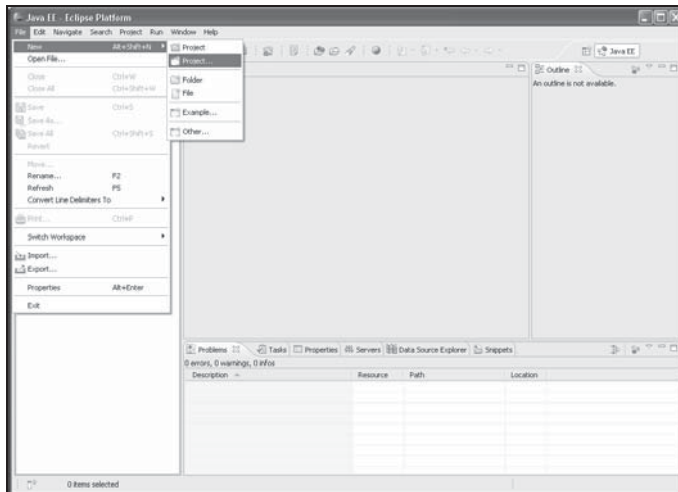 Java EE - Eclipse Platform
File Edit Navigate Search Project Run Window Help
New Alt+Shift+N
Open File...
Close Ctrl+W
Close All Ctrl+Shift+W
Save Ctrl+S
Save As...
Save All Ctrl+Shift+S
Revert
Move...
Rename... F2
Refresh F5
Convert Line Delimiters To
Print... Ctrl+P
Switch Workspace
Import...
Export...
Properties Alt+Enter
Exit
Project
Project...
Folder
File
Example...
Other...
Java EE
Outline
An outline is not available.
Problems Tasks Properties Servers Data Source Explorer Snippets
0 errors, 0 warnings, 0 infos
Description Resource Path Location
0 items selected